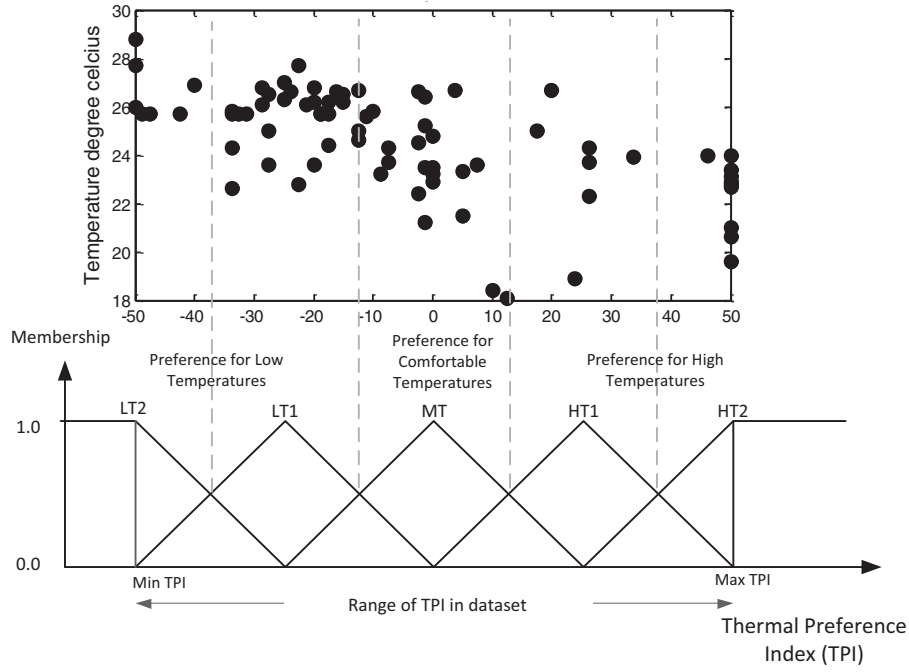 30
28
26
24
22
20
18
Temperature degree celcius
-50 -40 -30 -20 -10 0 10 20 30 40 50
Membership
Preference for Low
Temperatures
Preference for
Comfortable
Temperatures
Preference for High
Temperatures
LT2 LT1 MT HT1 HT2
1.0
0.0
Min TPI Max TPI
Range of TPI in dataset
Thermal Preference
Index (TPI)